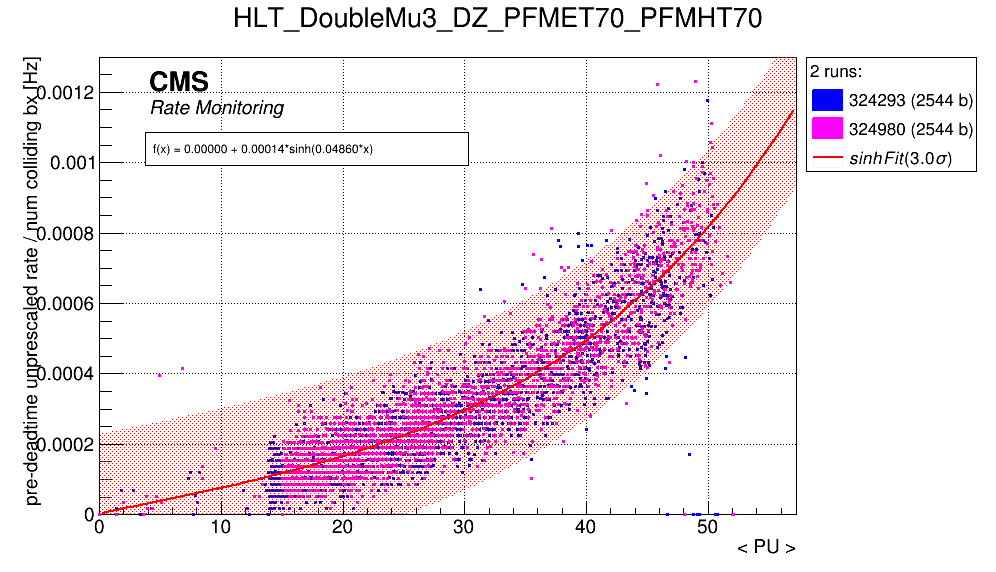 HLT_DoubleMu3_DZ_PFMET70_PFMHT70
pre-deadtime unprescaled rate / num colliding bx [Hz]
0.0012
0.001
0.0008
0.0006
0.0004
0.0002
0
CMS
Rate Monitoring
f(x) = 0.00000 + 0.00014*sinh(0.04860*x)
0 10 20 30 40 50
< PU >
2 runs:
324293 (2544 b)
324980 (2544 b)
sinhFit(3.0σ)